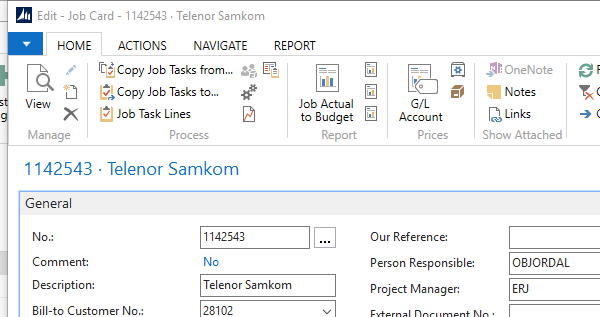 Edit - Job Card - 1142543 · Telenor Samkom
HOME ACTIONS NAVIGATE REPORT
View
Manage
Copy Job Tasks from...
Copy Job Tasks to...
Job Task Lines
Process
Job Actual
to Budget
Report
G/L
Account
Prices
OneNote
Notes
Links
Show Attached
1142543 · Telenor Samkom
General
No.: 1142543 ...
Comment: No
Description: Telenor Samkom
Bill-to Customer No.: 28102
Our Reference:
Person Responsible: OBJORDAL
Project Manager: ERJ
External Document No.: